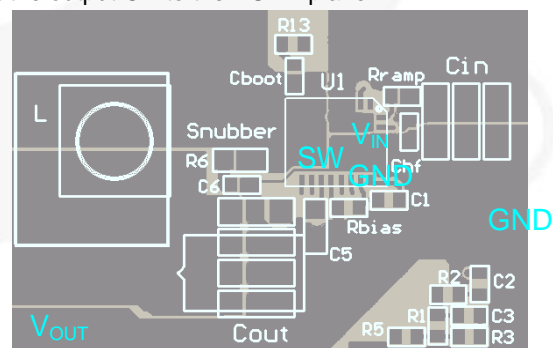 R13
Cboot
U1
Rramp
Cin
L
Snubber
VIN
Chf
R6
SW
GND
C6
C1
Rbias
GND
C5
R2
C2
VOUT
Cout
R1
C3
R5
R3